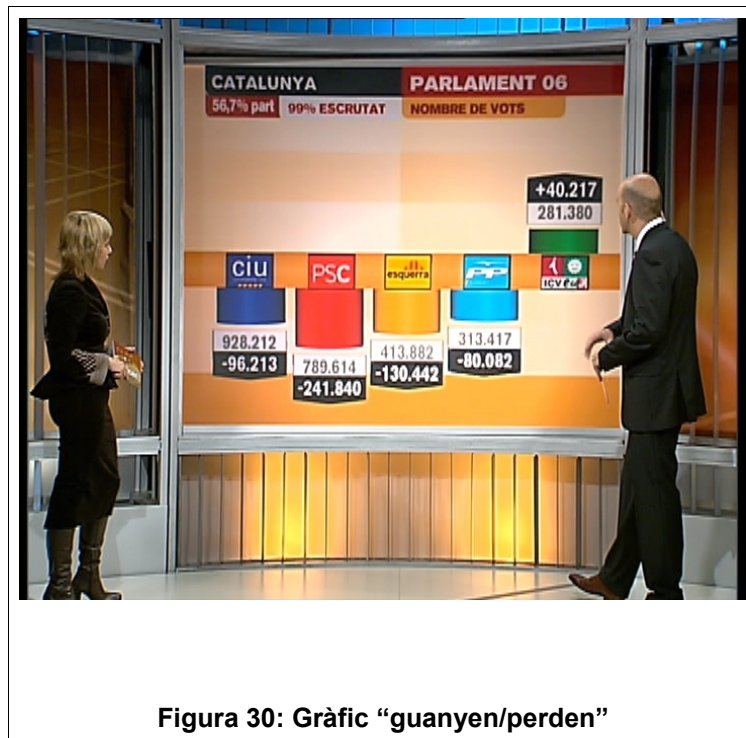 CATALUNYA
PARLAMENT 06
56,7% part
99% ESCRUTAT
NOMBRE DE VOTS
+40.217
281.380
ciu
PSC
esquerra
PP
ICV euia
928.212
-96.213
789.614
-241.840
413.882
-130.442
313.417
-80.082
Figura 30: Gràfic “guanyen/perden”